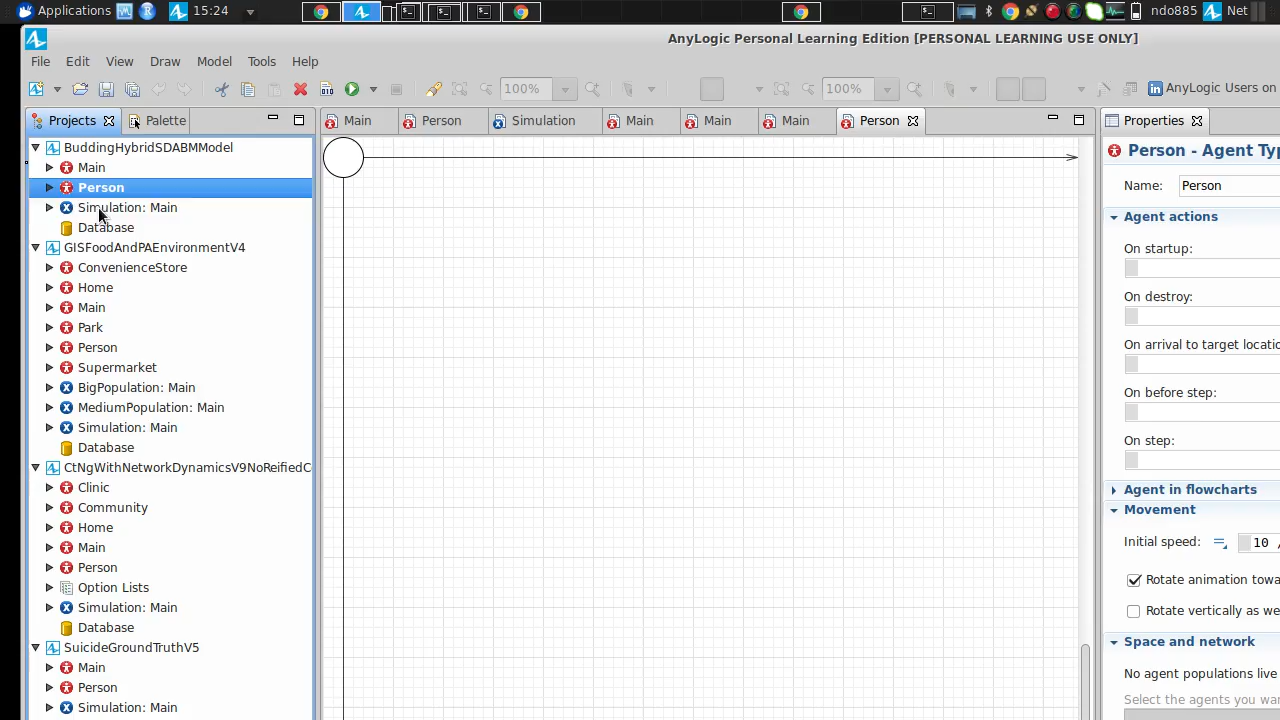 Applications 15:24 ndo885 Net
AnyLogic Personal Learning Edition [PERSONAL LEARNING USE ONLY]
File Edit View Draw Model Tools Help
100% 100% AnyLogic Users on
Projects Palette Main Person Simulation Main Main Main Person Properties
BuddingHybridSDABMModel
Main
Person
Simulation: Main
Database
GISFoodAndPAEnvironmentV4
ConvenienceStore
Home
Main
Park
Person
Supermarket
BigPopulation: Main
MediumPopulation: Main
Simulation: Main
Database
CtNgWithNetworkDynamicsV9NoReifiedC
Clinic
Community
Home
Main
Person
Option Lists
Simulation: Main
Database
SuicideGroundTruthV5
Main
Person
Simulation: Main
Person - Agent Typ
Name: Person
Agent actions
On startup:
On destroy:
On arrival to target locatio
On before step:
On step:
Agent in flowcharts
Movement
Initial speed: 10
Rotate animation towa
Rotate vertically as we
Space and network
No agent populations live
Select the agents you wan